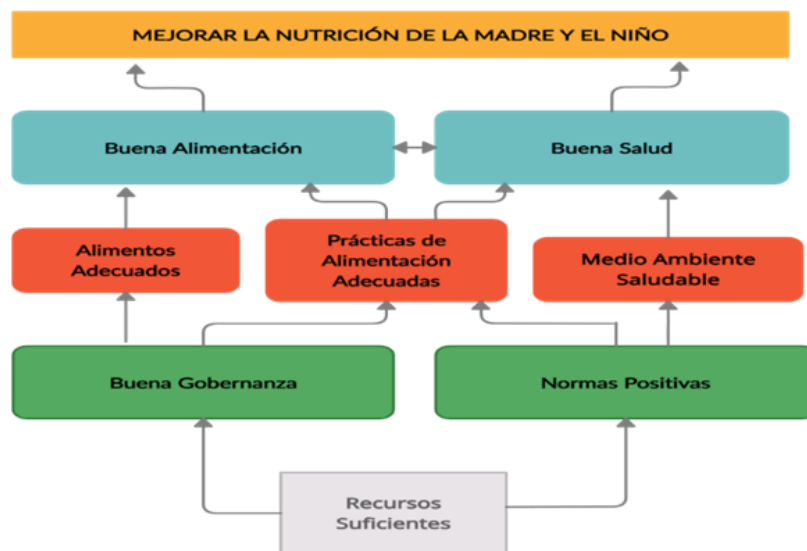 MEJORAR LA NUTRICIÓN DE LA MADRE Y EL NIÑO
Buena Alimentación
Buena Salud
Alimentos
Adecuados
Prácticas de
Alimentación
Adecuadas
Medio Ambiente
Saludable
Buena Gobernanza
Normas Positivas
Recursos
Suficientes